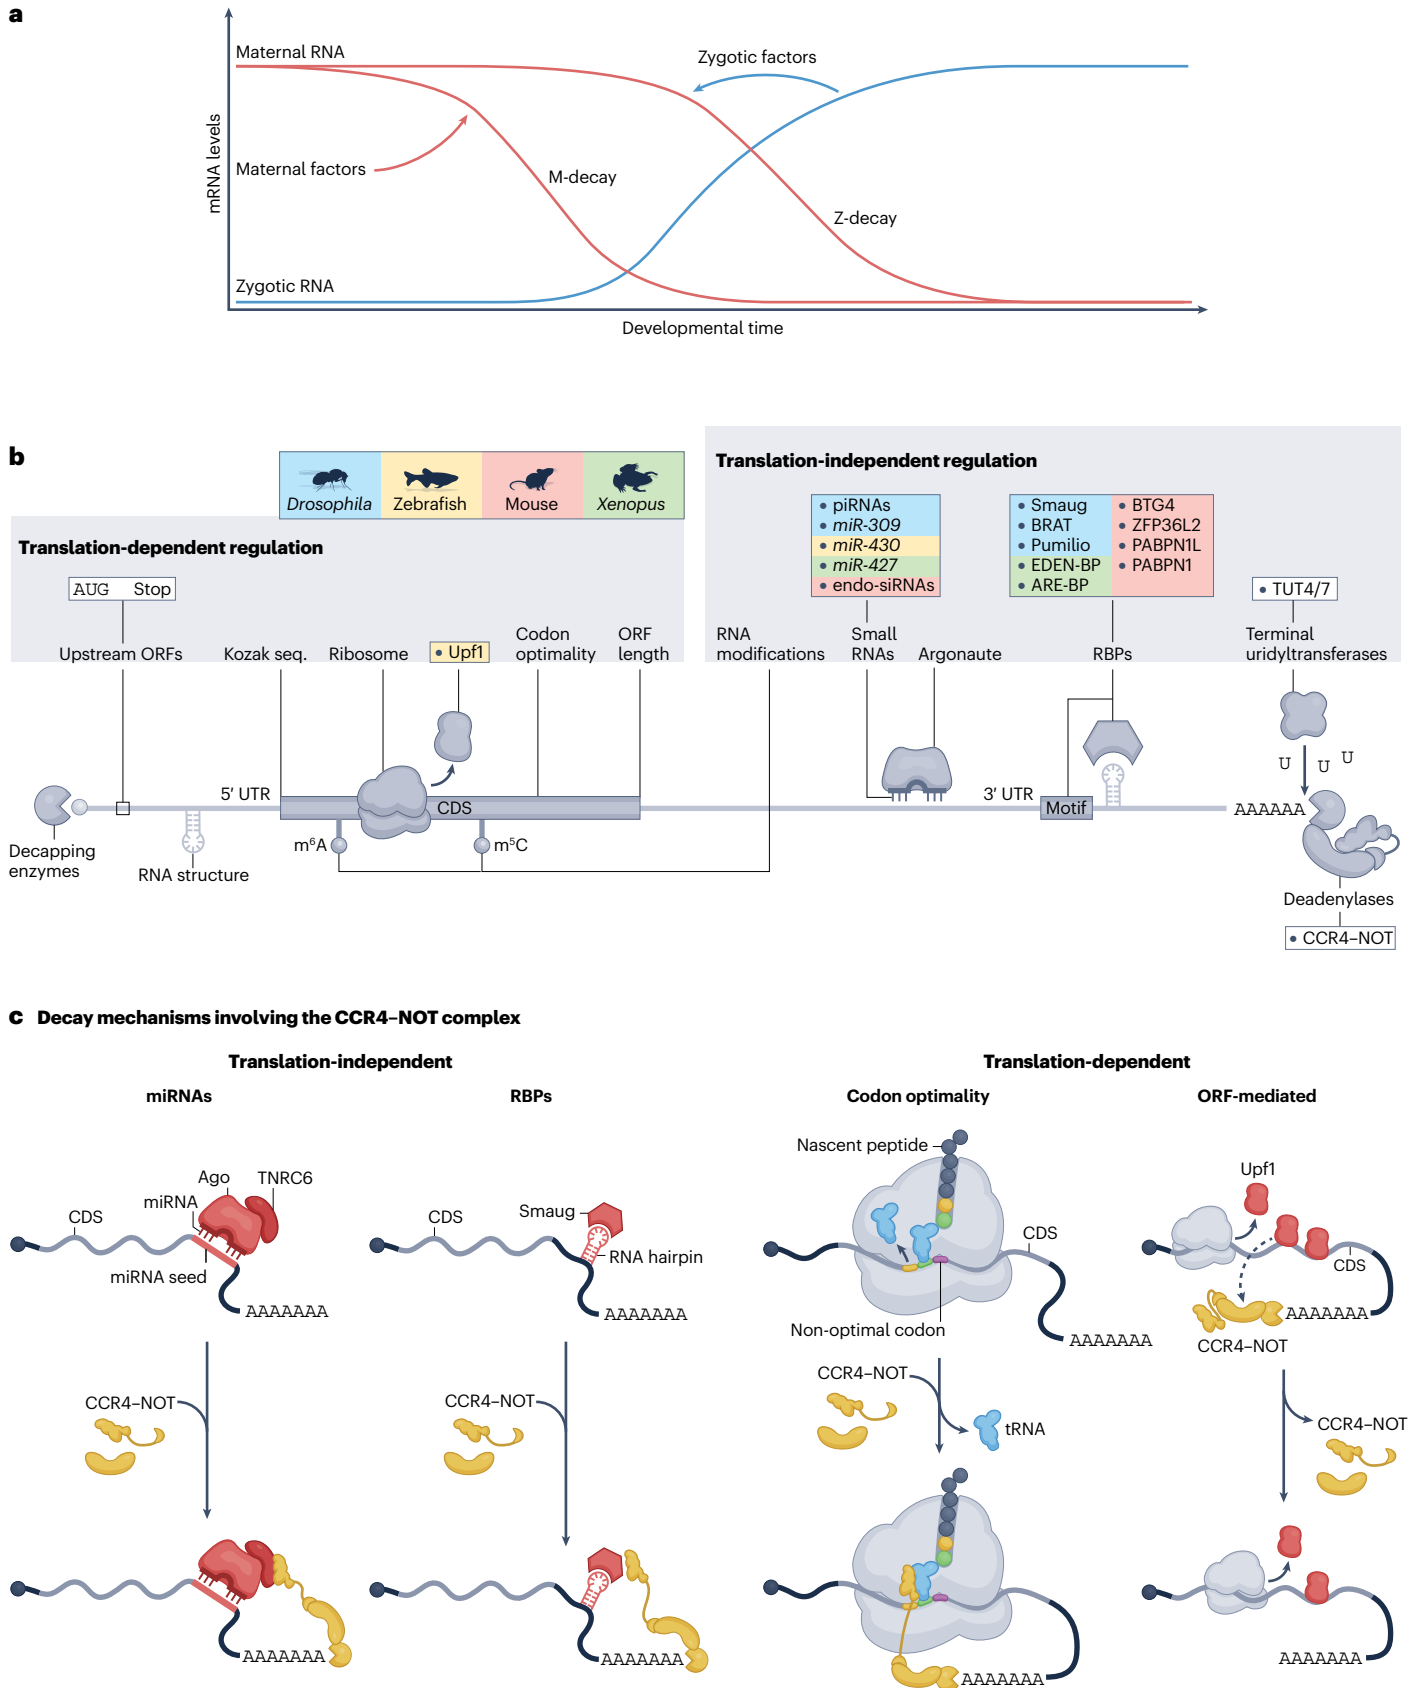 a
Maternal RNA
Zygotic factors
Maternal factors
M-decay
Z-decay
Zygotic RNA
mRNA levels
Developmental time
b
Drosophila
Zebrafish
Mouse
Xenopus
Translation-dependent regulation
AUG Stop
Upstream ORFs
Kozak seq.
Ribosome
• Upf1
Codon
optimality
ORF
length
Translation-independent regulation
• piRNAs
• miR-309
• miR-430
• miR-427
• endo-siRNAs
• Smaug
• BRAT
• Pumilio
• EDEN-BP
• ARE-BP
• BTG4
• ZFP36L2
• PABPN1L
• PABPN1
• TUT4/7
RNA
modifications
Small
RNAs
Argonaute
RBPs
Terminal
uridyltransferases
U
U
U
5′ UTR
CDS
3′ UTR
Motif
AAAAAA
Decapping
enzymes
RNA structure
m⁶A
m⁵C
Deadenylases
• CCR4–NOT
c Decay mechanisms involving the CCR4–NOT complex
Translation-independent
Translation-dependent
miRNAs
RBPs
Codon optimality
ORF-mediated
CDS
miRNA
Ago
TNRC6
miRNA seed
AAAAAAA
CCR4–NOT
AAAAAAA
CDS
Smaug
RNA hairpin
AAAAAAA
CCR4–NOT
AAAAAAA
Nascent peptide
CDS
Non-optimal codon
AAAAAAA
CCR4–NOT
tRNA
AAAAAAA
Upf1
CDS
AAAAAAA
CCR4–NOT
CCR4–NOT
AAAAAAA